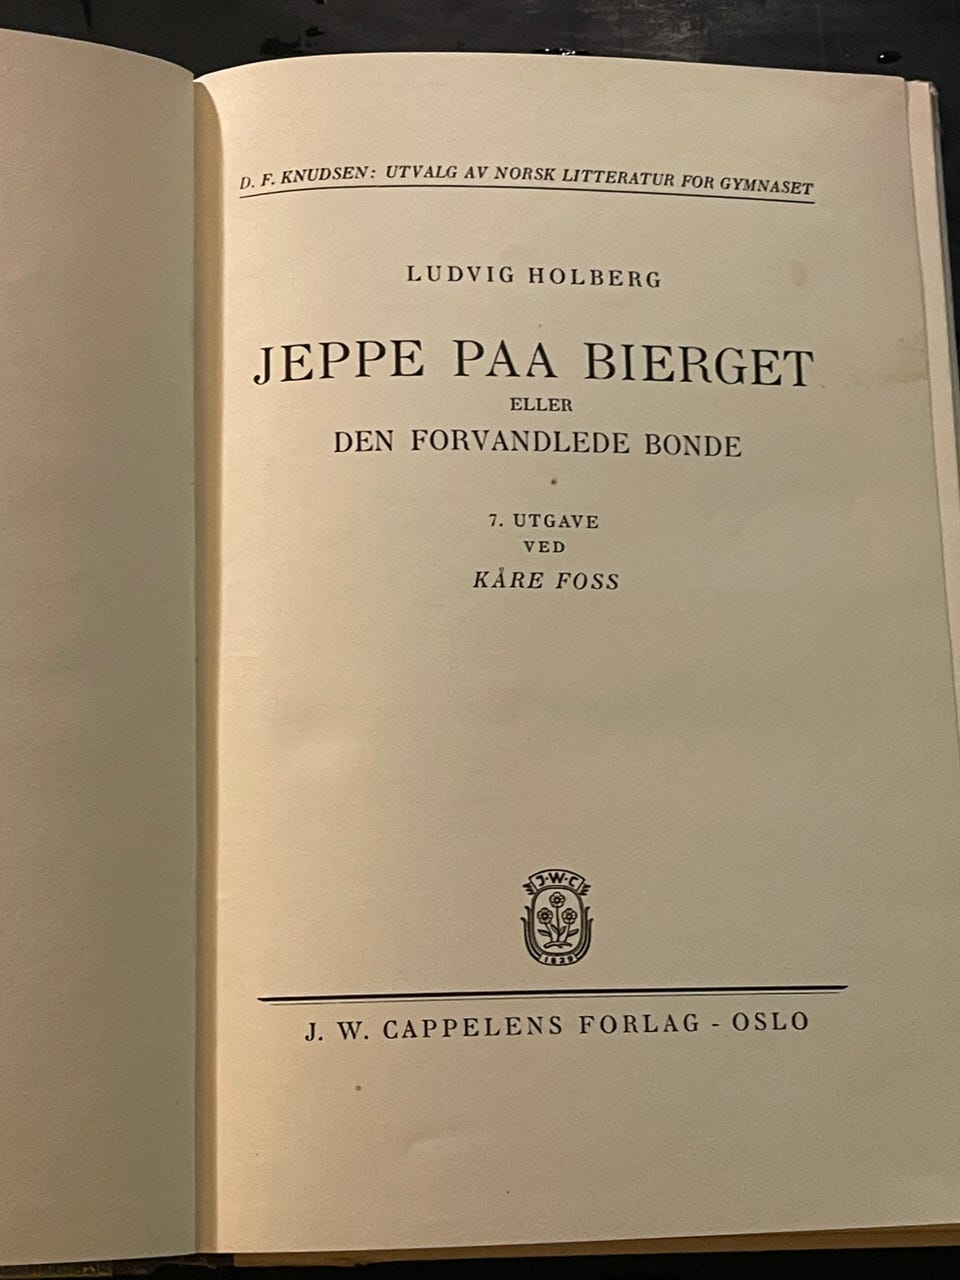 D. F. KNUDSEN: UTVALG AV NORSK LITTERATUR FOR GYMNASET
LUDVIG HOLBERG
JEPPE PAA BIERGET
ELLER
DEN FORVANDLEDE BONDE
7. UTGAVE
VED
KÅRE FOSS
J·W·C
1829
J. W. CAPPELENS FORLAG - OSLO